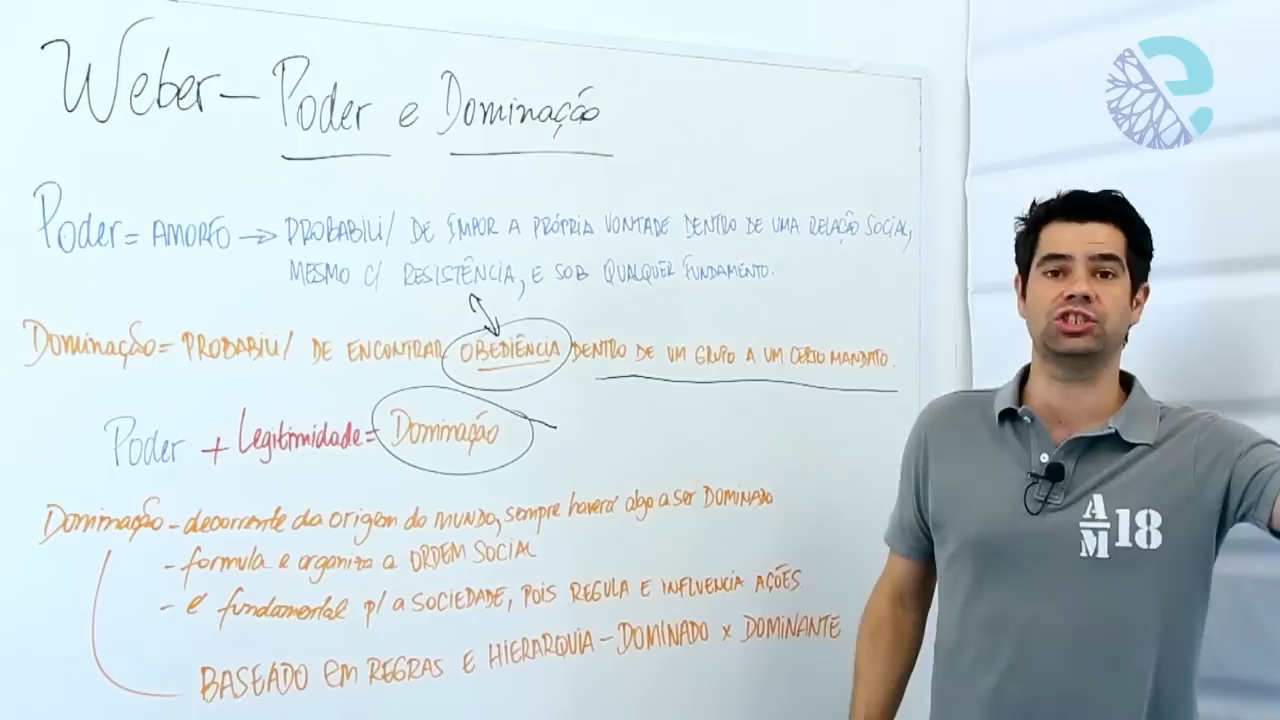 Weber – Poder e Dominação
Poder = AMORFO → PROBABILI/ DE IMPOR A PRÓPRIA VONTADE DENTRO DE UMA RELAÇÃO SOCIAL,
MESMO C/ RESISTÊNCIA, E SOB QUALQUER FUNDAMENTO.
Dominação = PROBABILI/ DE ENCONTRAR OBEDIÊNCIA DENTRO DE UM GRUPO A UM CERTO MANDATO.
Poder + Legitimidade = Dominação
Dominação – decorrente da origem do MUNDO, sempre haverá algo a ser DOMINADO
- formula e organiza a ORDEM SOCIAL
- é fundamental p/ a SOCIEDADE, POIS REGULA E INFLUENCIA AÇÕES.
BASEADO EM REGRAS E HIERARQUIA – DOMINADO x DOMINANTE
e
A
M 18